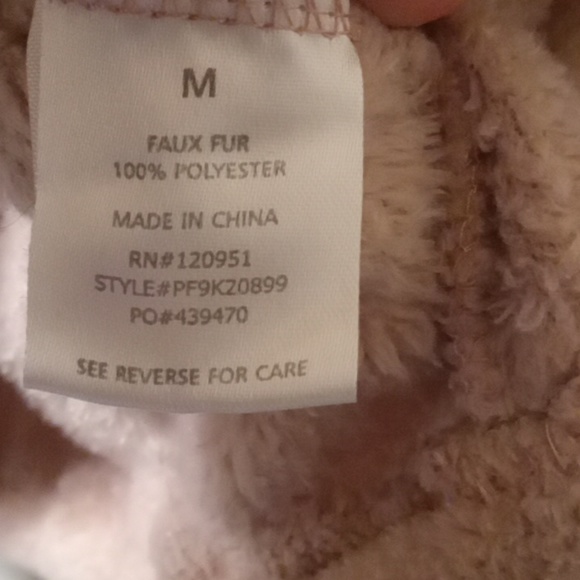 M
FAUX FUR
100% POLYESTER
MADE IN CHINA
RN#120951
STYLE#PF9K20899
PO#439470
SEE REVERSE FOR CARE